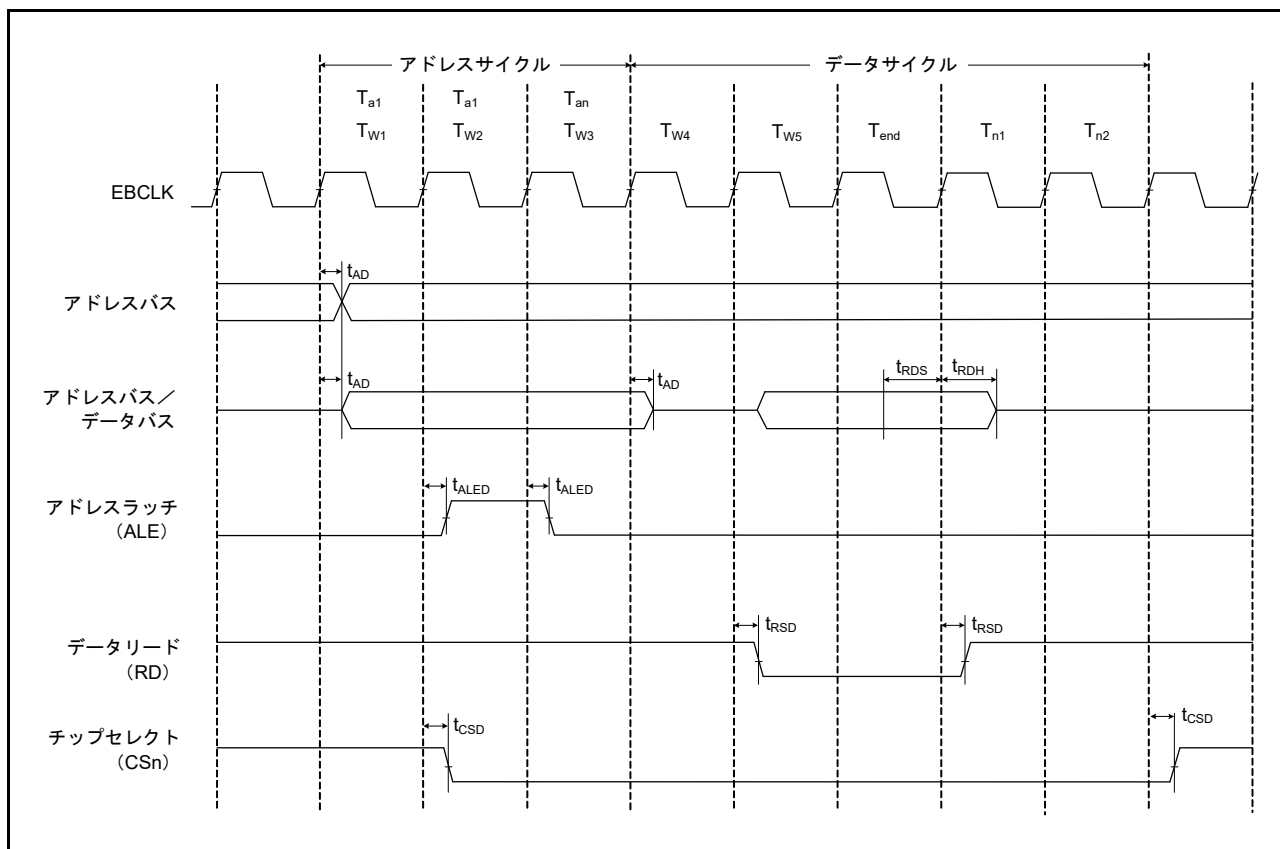 アドレスサイクル データサイクル
Ta1 Ta1 Tan
TW1 TW2 TW3 TW4 TW5 Tend Tn1 Tn2
EBCLK
tAD
アドレスバス
tAD tAD tRDS tRDH
アドレスバス/
データバス
tALED tALED
アドレスラッチ
(ALE)
tRSD tRSD
データリード
(RD)
tCSD tCSD
チップセレクト
(CSn)